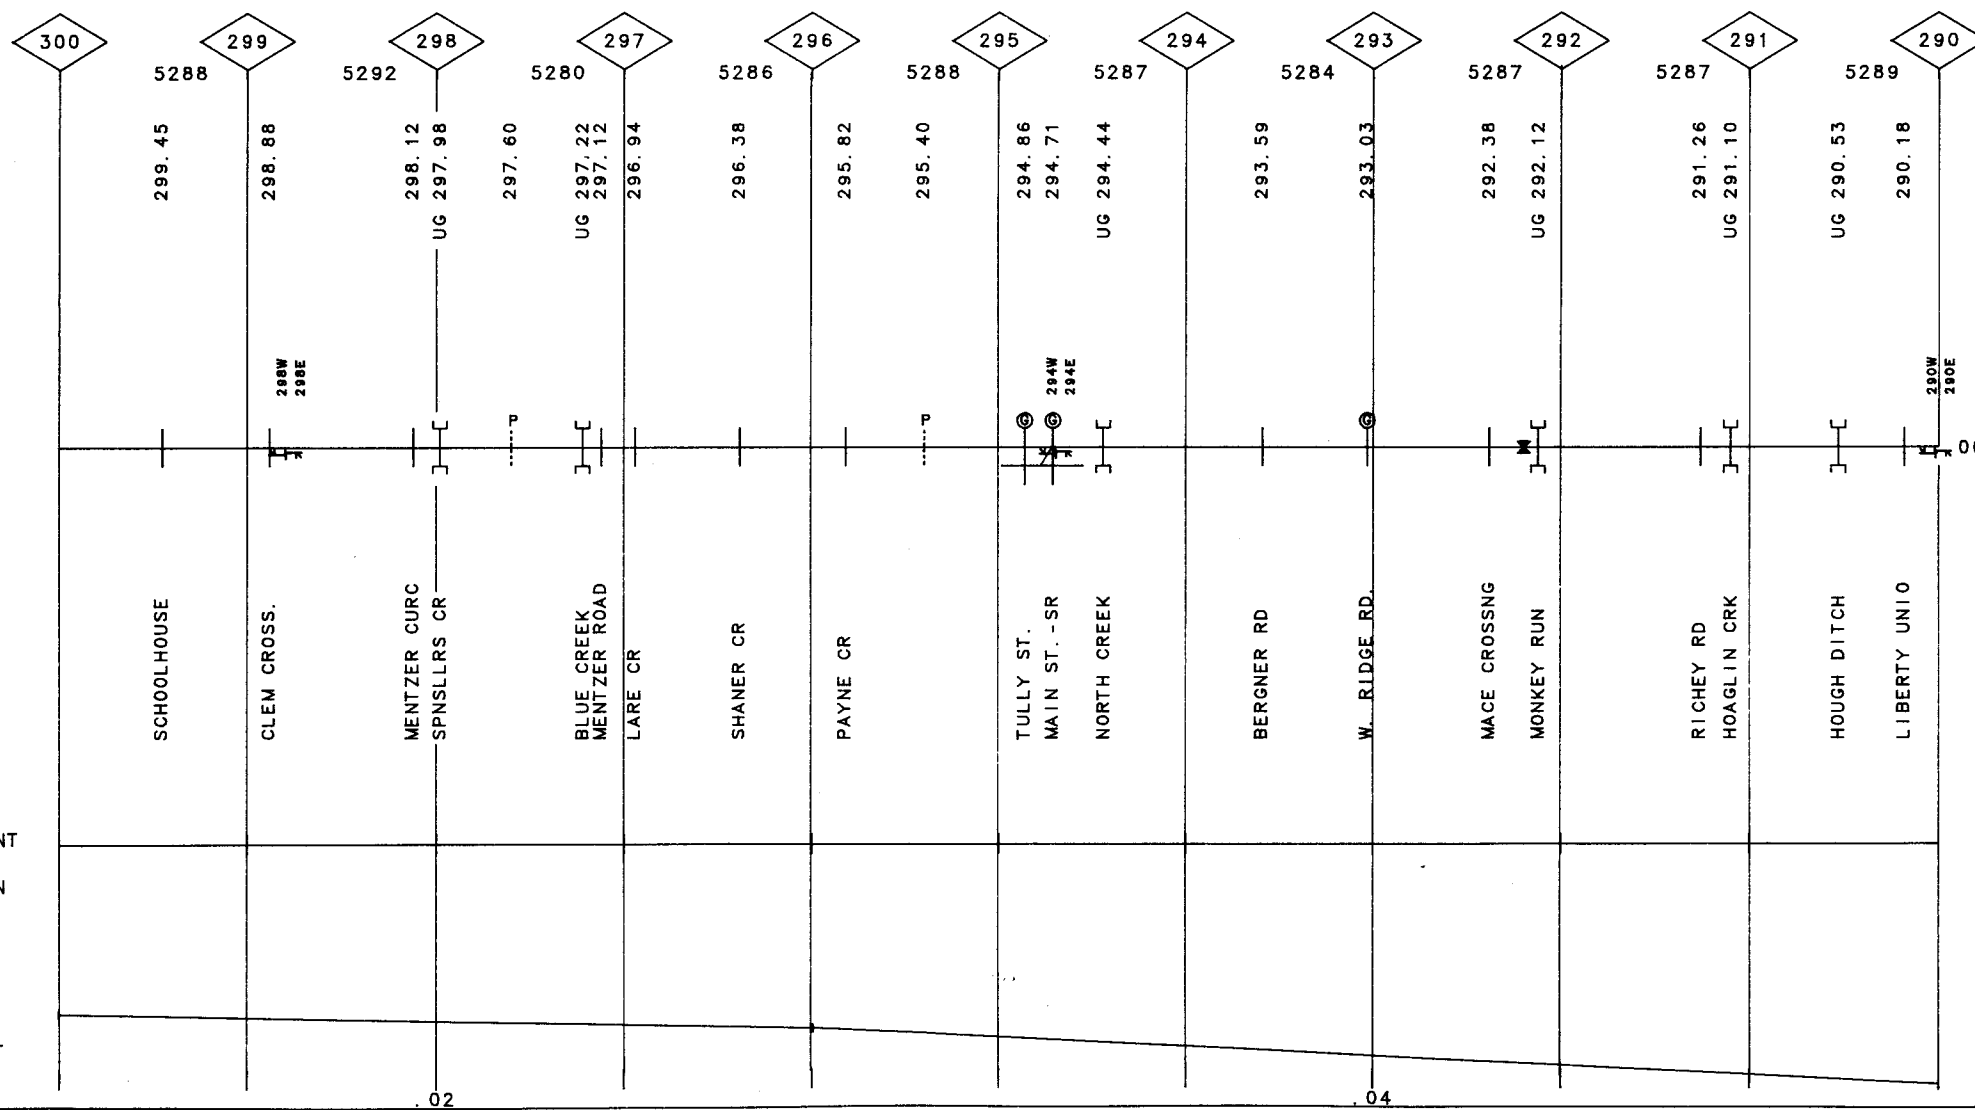 300 299 298 297 296 295 294 293 292 291 290
5288 5292 5280 5286 5288 5287 5284 5287 5287 5289
299.45
298.88
298.12
UG 297.98
297.60
UG 297.22
297.12
296.94
296.38
295.82
295.40
294.86
294.71
UG 294.44
293.59
293.03
292.38
UG 292.12
291.26
UG 291.10
UG 290.53
290.18
298W
298E
294W
294E
290W
290E
P P G G G
SCHOOLHOUSE
CLEM CROSS.
MENTZER CURC
SPNSLLRS CR
BLUE CREEK
MENTZER ROAD
LARE CR
SHANER CR
PAYNE CR
TULLY ST.
MAIN ST.-SR
NORTH CREEK
BERGNER RD
W. RIDGE RD.
MACE CROSSNG
MONKEY RUN
RICHEY RD
HOAGLIN CRK
HOUGH DITCH
LIBERTY UNIO
NT
N
.02 .04